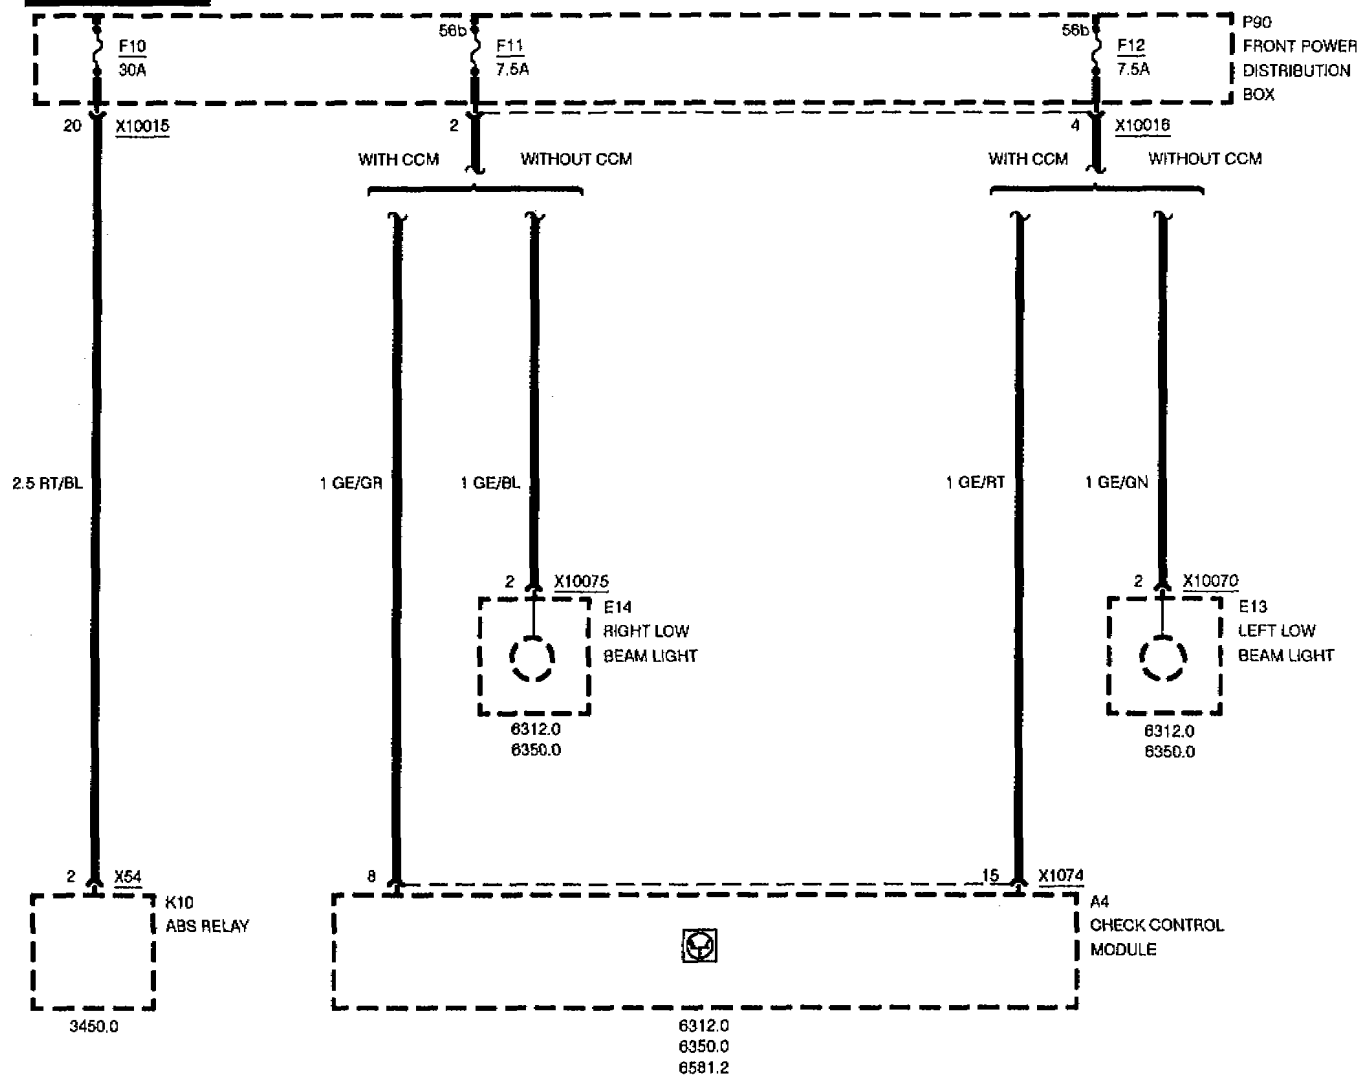 56b
56b
P90
FRONT POWER
DISTRIBUTION
BOX
F10
30A
F11
7.5A
F12
7.5A
20 X10015
2
4 X10016
WITH CCM
WITHOUT CCM
WITH CCM
WITHOUT CCM
2.5 RT/BL
1 GE/GR
1 GE/BL
1 GE/RT
1 GE/GN
2 X10075
2 X10070
E14
RIGHT LOW
BEAM LIGHT
E13
LEFT LOW
BEAM LIGHT
6312.0
6350.0
6312.0
6350.0
2 X54
8
15 X1074
K10
ABS RELAY
A4
CHECK CONTROL
MODULE
3450.0
6312.0
6350.0
6581.2